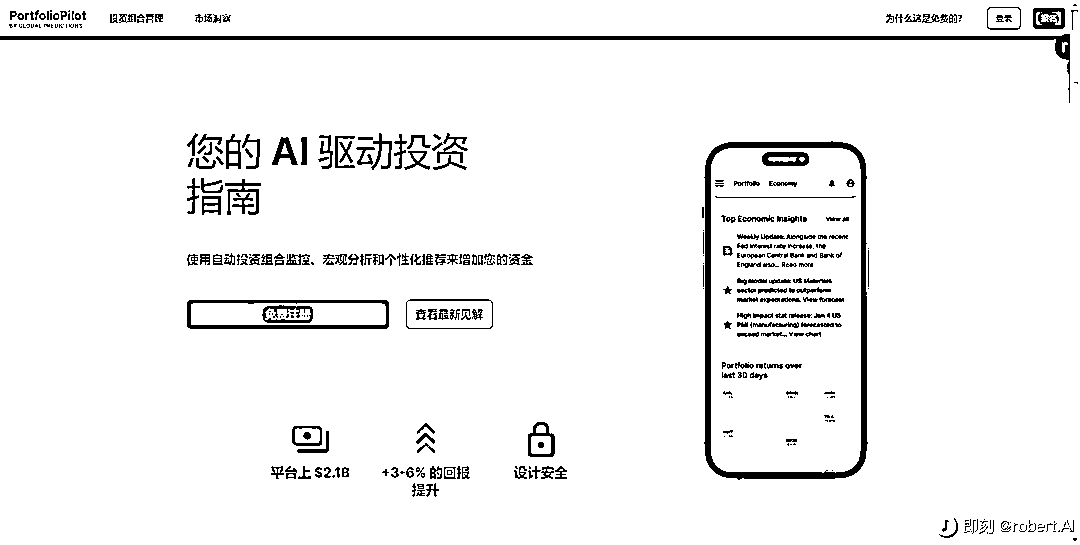 PortfolioPilot
BY GLOBAL PREDICTIONS
投资组合管理
市场洞察
为什么这是免费的?
登录
您的 AI 驱动投资
指南
使用自动投资组合监控、宏观分析和个性化推荐来增加您的资金
免费注册
查看最新见解
平台上 $2.1B
+3-6% 的回报
提升
设计安全
Portfolio Economy
Top Economic Insights View all
Weekly Update: Alongside the recent
Fed interest rate increase, the
European Central Bank and Bank of
England also... Read more
Big model update: US Materials
sector predicted to outperform
market expectations. View forecast
High impact stat release: Jan 4 US
PMI (manufacturing) forecasted to
exceed market... View chart
Portfolio returns over
last 30 days
即刻 @robert.AI